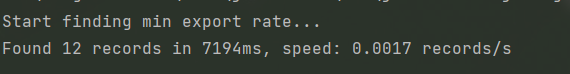 Start finding min export rate...
Found 12 records in 7194ms, speed: 0.0017 records/s